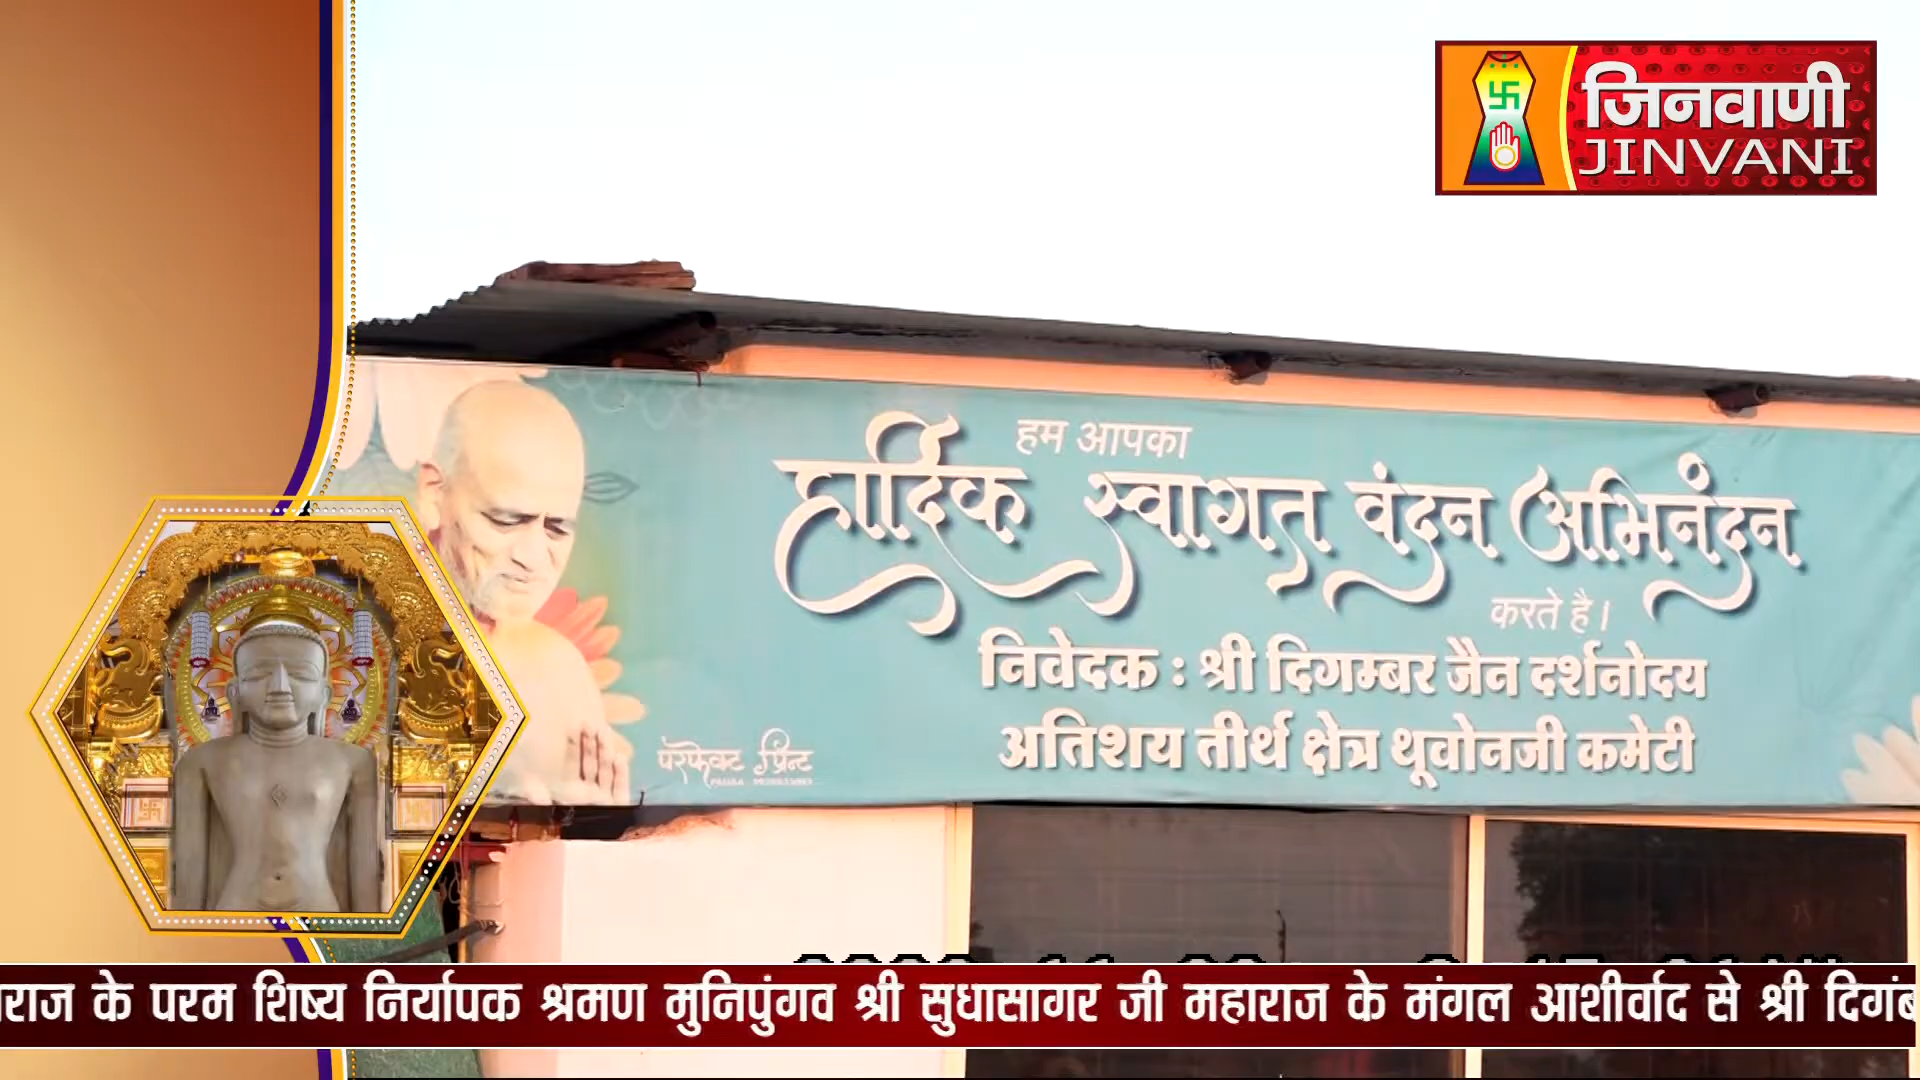 जिनवाणी
JINVANI
हम आपका
हार्दिक स्वागत वंदन अभिनंदन
करते है।
निवेदक : श्री दिगम्बर जैन दर्शनोदय
अतिशय तीर्थ क्षेत्र थूवोनजी कमेटी
परफेक्ट प्रिन्ट
के परम शिष्य निर्यापक श्रमण मुनिपुंगव श्री सुधासागर जी महाराज के मंगल आशीर्वाद से श्री